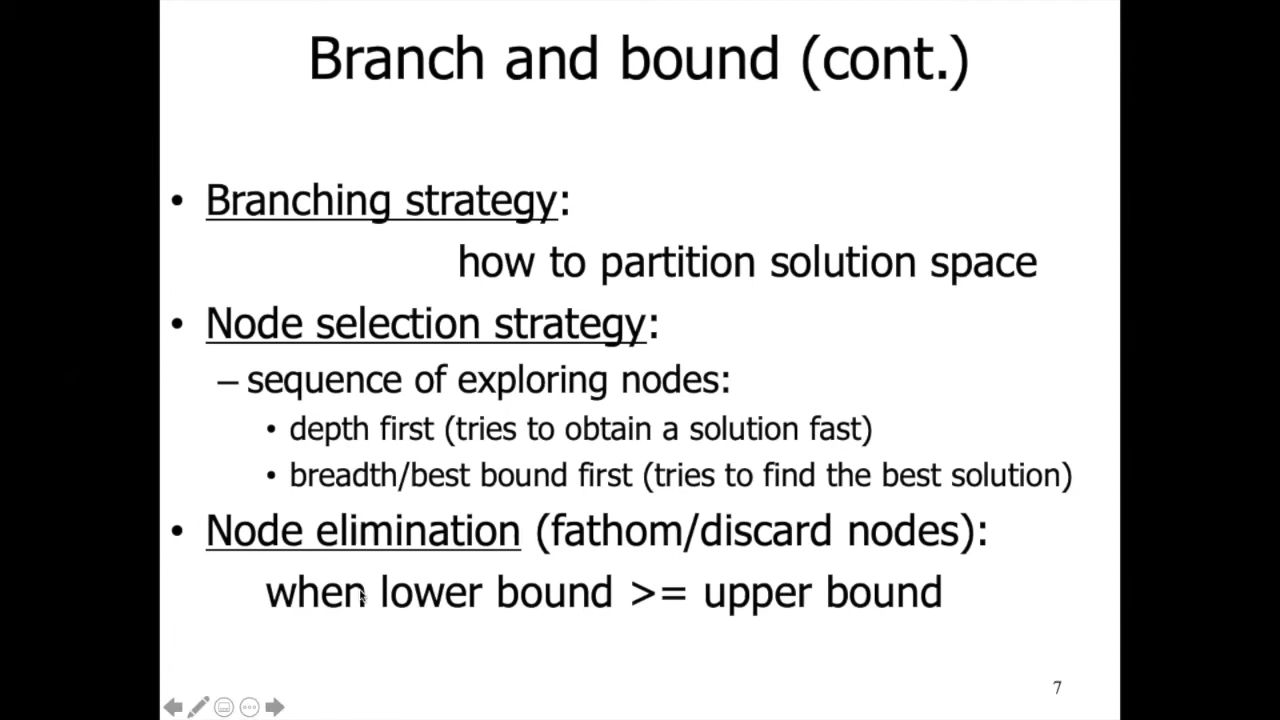 Branch and bound (cont.)
• Branching strategy:
how to partition solution space
• Node selection strategy:
– sequence of exploring nodes:
• depth first (tries to obtain a solution fast)
• breadth/best bound first (tries to find the best solution)
• Node elimination (fathom/discard nodes):
when lower bound >= upper bound
7